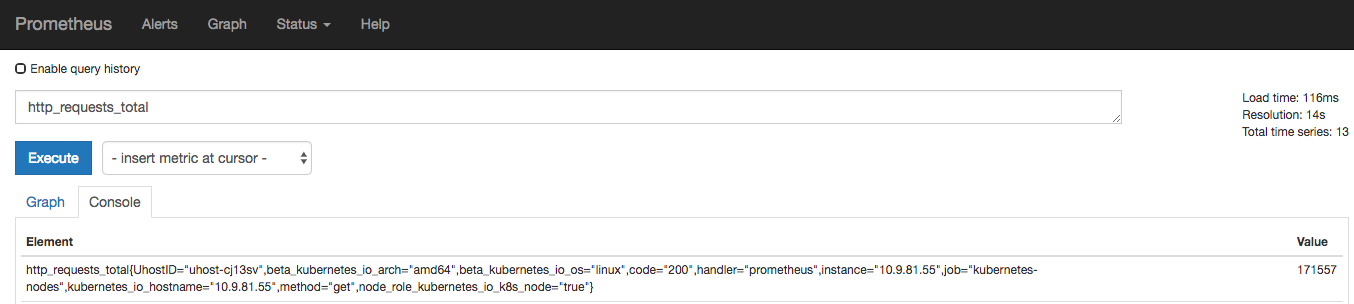 Prometheus Alerts Graph Status Help
Enable query history
http_requests_total
Load time: 116ms
Resolution: 14s
Total time series: 13
Execute - insert metric at cursor -
Graph Console
Element Value
http_requests_total{UhostID="uhost-cj13sv",beta_kubernetes_io_arch="amd64",beta_kubernetes_io_os="linux",code="200",handler="prometheus",instance="10.9.81.55",job="kubernetes- 171557
nodes",kubernetes_io_hostname="10.9.81.55",method="get",node_role_kubernetes_io_k8s_node="true"}